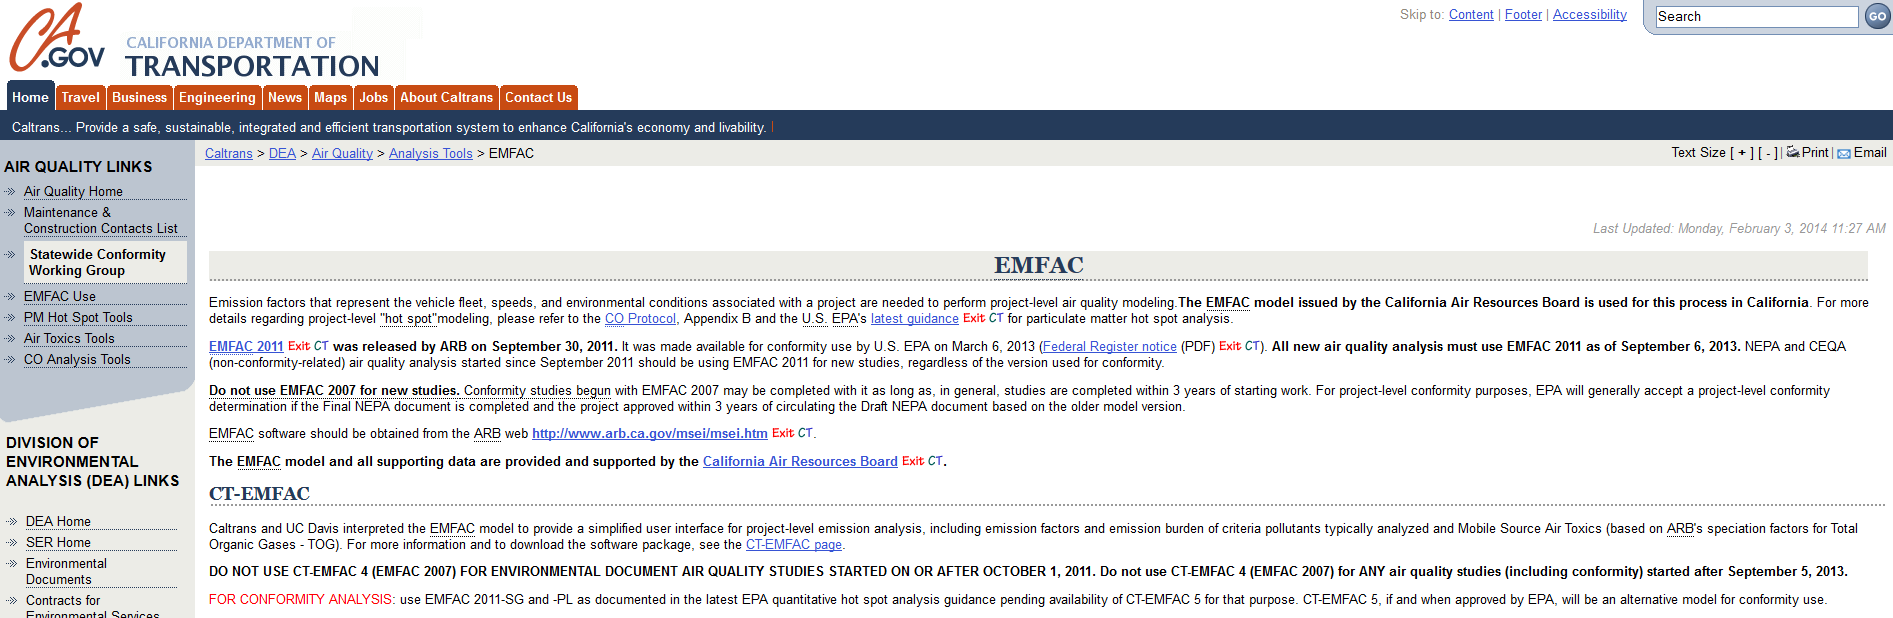 CA.GOV
CALIFORNIA DEPARTMENT OF
TRANSPORTATION
Skip to: Content | Footer | Accessibility
Search
GO
Home Travel Business Engineering News Maps Jobs About Caltrans Contact Us
Caltrans... Provide a safe, sustainable, integrated and efficient transportation system to enhance California's economy and livability. |
Caltrans > DEA > Air Quality > Analysis Tools > EMFAC
Text Size [ + ] [ - ] | Print | Email
AIR QUALITY LINKS
Air Quality Home
Maintenance &
Construction Contacts List
Statewide Conformity
Working Group
EMFAC Use
PM Hot Spot Tools
Air Toxics Tools
CO Analysis Tools
DIVISION OF
ENVIRONMENTAL
ANALYSIS (DEA) LINKS
DEA Home
SER Home
Environmental
Documents
Contracts for
Environmental Services
Last Updated: Monday, February 3, 2014 11:27 AM
EMFAC
Emission factors that represent the vehicle fleet, speeds, and environmental conditions associated with a project are needed to perform project-level air quality modeling.The EMFAC model issued by the California Air Resources Board is used for this process in California. For more
details regarding project-level "hot spot"modeling, please refer to the CO Protocol, Appendix B and the U.S. EPA's latest guidance Exit CT for particulate matter hot spot analysis.
EMFAC 2011 Exit CT was released by ARB on September 30, 2011. It was made available for conformity use by U.S. EPA on March 6, 2013 (Federal Register notice (PDF) Exit CT). All new air quality analysis must use EMFAC 2011 as of September 6, 2013. NEPA and CEQA
(non-conformity-related) air quality analysis started since September 2011 should be using EMFAC 2011 for new studies, regardless of the version used for conformity.
Do not use EMFAC 2007 for new studies. Conformity studies begun with EMFAC 2007 may be completed with it as long as, in general, studies are completed within 3 years of starting work. For project-level conformity purposes, EPA will generally accept a project-level conformity
determination if the Final NEPA document is completed and the project approved within 3 years of circulating the Draft NEPA document based on the older model version.
EMFAC software should be obtained from the ARB web http://www.arb.ca.gov/msei/msei.htm Exit CT.
The EMFAC model and all supporting data are provided and supported by the California Air Resources Board Exit CT.
CT-EMFAC
Caltrans and UC Davis interpreted the EMFAC model to provide a simplified user interface for project-level emission analysis, including emission factors and emission burden of criteria pollutants typically analyzed and Mobile Source Air Toxics (based on ARB's speciation factors for Total
Organic Gases - TOG). For more information and to download the software package, see the CT-EMFAC page.
DO NOT USE CT-EMFAC 4 (EMFAC 2007) FOR ENVIRONMENTAL DOCUMENT AIR QUALITY STUDIES STARTED ON OR AFTER OCTOBER 1, 2011. Do not use CT-EMFAC 4 (EMFAC 2007) for ANY air quality studies (including conformity) started after September 5, 2013.
FOR CONFORMITY ANALYSIS: use EMFAC 2011-SG and -PL as documented in the latest EPA quantitative hot spot analysis guidance pending availability of CT-EMFAC 5 for that purpose. CT-EMFAC 5, if and when approved by EPA, will be an alternative model for conformity use.